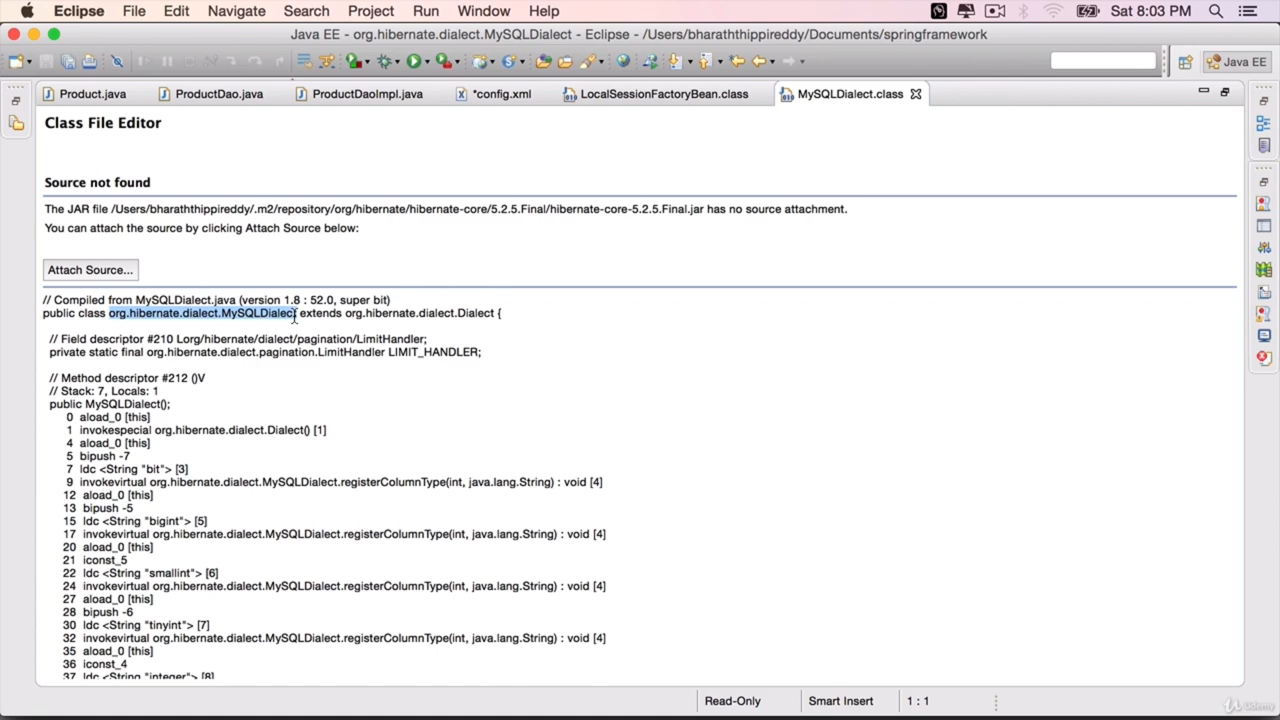 Eclipse File Edit Navigate Search Project Run Window Help Sat 8:03 PM
Java EE - org.hibernate.dialect.MySQLDialect - Eclipse - /Users/bharaththippireddy/Documents/springframework
Java EE
Product.java ProductDao.java ProductDaoImpl.java *config.xml LocalSessionFactoryBean.class MySQLDialect.class
Class File Editor
Source not found
The JAR file /Users/bharaththippireddy/.m2/repository/org/hibernate/hibernate-core/5.2.5.Final/hibernate-core-5.2.5.Final.jar has no source attachment.
You can attach the source by clicking Attach Source below:
Attach Source...
// Compiled from MySQLDialect.java (version 1.8 : 52.0, super bit)
public class org.hibernate.dialect.MySQLDialect extends org.hibernate.dialect.Dialect {
// Field descriptor #210 Lorg/hibernate/dialect/pagination/LimitHandler;
private static final org.hibernate.dialect.pagination.LimitHandler LIMIT_HANDLER;
// Method descriptor #212 ()V
// Stack: 7, Locals: 1
public MySQLDialect();
0 aload_0 [this]
1 invokespecial org.hibernate.dialect.Dialect() [1]
4 aload_0 [this]
5 bipush -7
7 ldc <String "bit"> [3]
9 invokevirtual org.hibernate.dialect.MySQLDialect.registerColumnType(int, java.lang.String) : void [4]
12 aload_0 [this]
13 bipush -5
15 ldc <String "bigint"> [5]
17 invokevirtual org.hibernate.dialect.MySQLDialect.registerColumnType(int, java.lang.String) : void [4]
20 aload_0 [this]
21 iconst_5
22 ldc <String "smallint"> [6]
24 invokevirtual org.hibernate.dialect.MySQLDialect.registerColumnType(int, java.lang.String) : void [4]
27 aload_0 [this]
28 bipush -6
30 ldc <String "tinyint"> [7]
32 invokevirtual org.hibernate.dialect.MySQLDialect.registerColumnType(int, java.lang.String) : void [4]
35 aload_0 [this]
36 iconst_4
37 ldc <String "integer"> [8]
Read-Only Smart Insert 1 : 1
Udemy